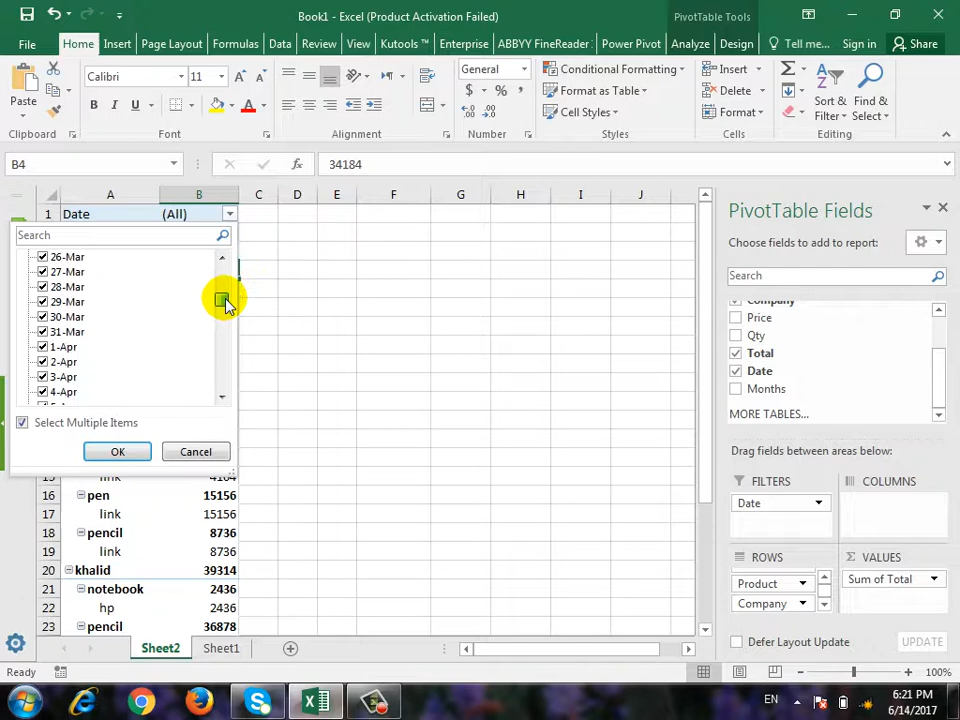 Book1 - Excel (Product Activation Failed)
PivotTable Tools
File
Home
Insert
Page Layout
Formulas
Data
Review
View
Kutools ™
Enterprise
ABBYY FineReader
Power Pivot
Analyze
Design
Tell me...
Sign in
Share
Paste
Calibri
11
General
Conditional Formatting
Format as Table
Cell Styles
Insert
Delete
Format
Sort &
Filter
Find &
Select
Clipboard
Font
Alignment
Number
Styles
Cells
Editing
B4
34184
A
B
C
D
E
F
G
H
I
J
1
Date
(All)
Search
26-Mar
27-Mar
28-Mar
29-Mar
30-Mar
31-Mar
1-Apr
2-Apr
3-Apr
4-Apr
Select Multiple Items
OK
Cancel
16 pen 15156
17 link 15156
18 pencil 8736
19 link 8736
20 khalid 39314
21 notebook 2436
22 hp 2436
23 pencil 36878
Sheet2
Sheet1
PivotTable Fields
Choose fields to add to report:
Search
Company
Price
Qty
Total
Date
Months
MORE TABLES...
Drag fields between areas below:
FILTERS
COLUMNS
Date
ROWS
VALUES
Product
Company
Sum of Total
Defer Layout Update
UPDATE
Ready
100%
EN
6:21 PM
6/14/2017